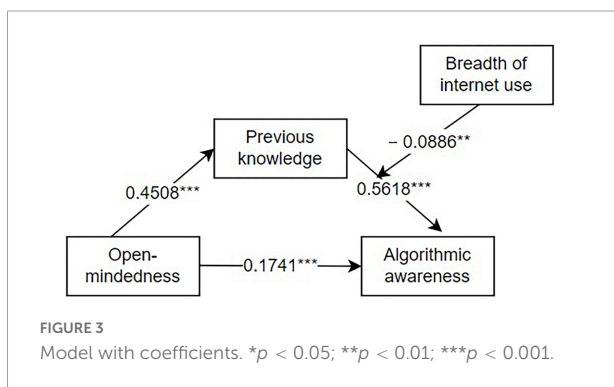 Breadth of
internet use
Previous
knowledge
– 0.0886**
0.4508***
0.5618***
Open-
mindedness
0.1741***
Algorithmic
awareness
FIGURE 3
Model with coefficients. *p < 0.05; **p < 0.01; ***p < 0.001.